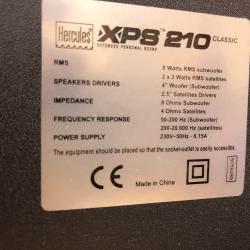 Hercules XPS™ 210 CLASSIC
EXTENDED PERSONAL SOUND
RMS 8 Watts RMS subwoofer
2 x 2 Watts RMS satellites
SPEAKERS DRIVERS 4" Woofer (Subwoofer)
2.5" Satellites Drivers
IMPEDANCE 8 Ohms Subwoofer
4 Ohms Satellites
FREQUENCY RESPONSE 50-200 Hz (Subwoofer)
200-20 000 Hz (satellites)
POWER SUPPLY 230V~50Hz - 0.15A
The equipment should be placed so that the socket-outlet is easily accessible.
CE
Made in China